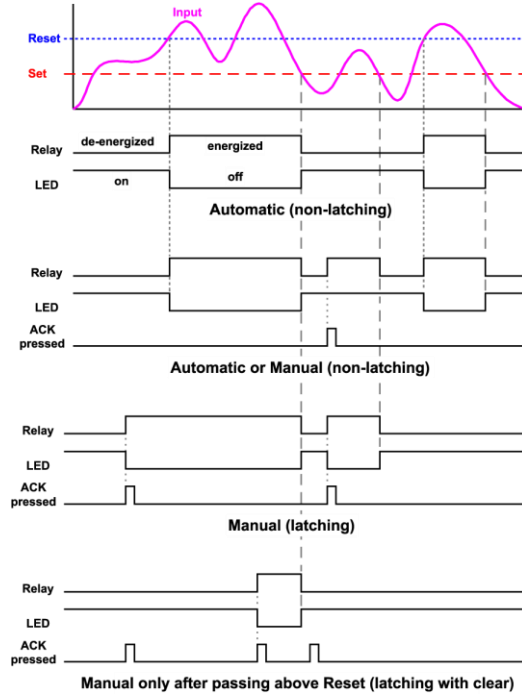 Input
Reset
Set
de-energized energized
Relay
LED
on off
Automatic (non-latching)
Relay
LED
ACK
pressed
Automatic or Manual (non-latching)
Relay
LED
ACK
pressed
Manual (latching)
Relay
LED
ACK
pressed
Manual only after passing above Reset (latching with clear)